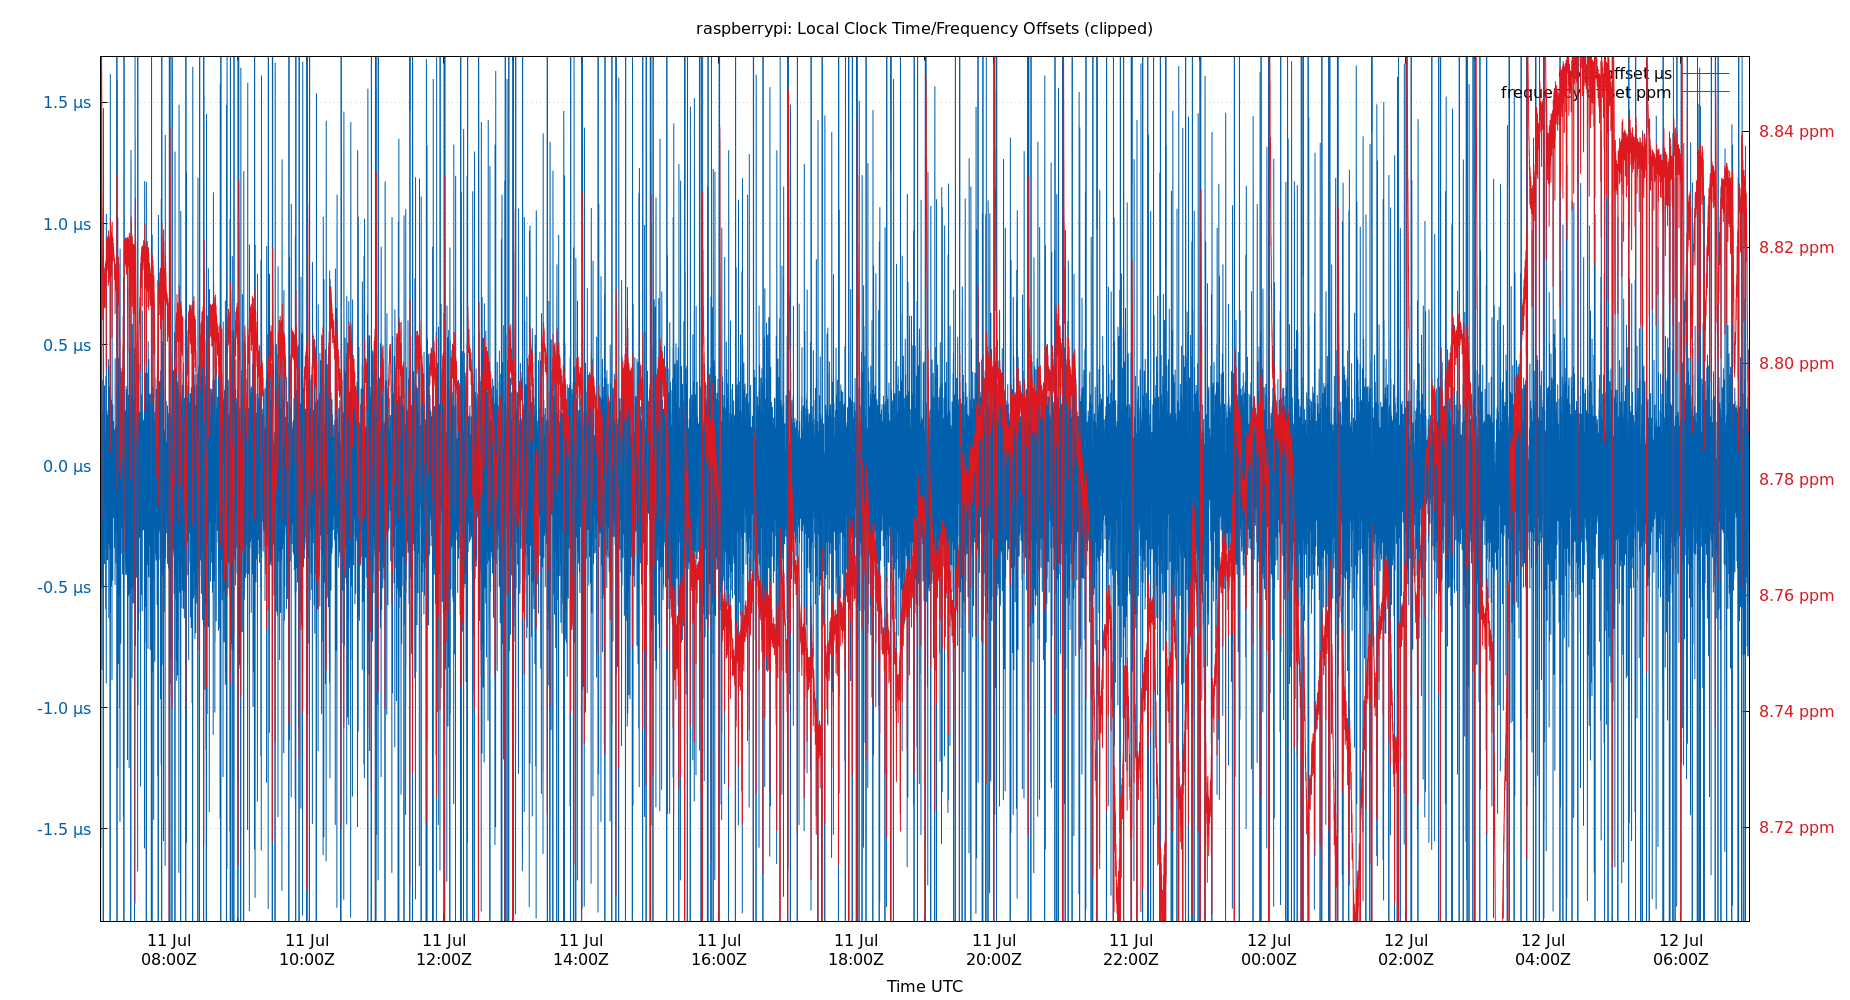 raspberrypi: Local Clock Time/Frequency Offsets (clipped)
offset µs
ppm
1.5 µs
1.0 µs
0.5 µs
0.0 µs
-0.5 µs
-1.0 µs
-1.5 µs
8.84 ppm
8.82 ppm
8.80 ppm
8.78 ppm
8.76 ppm
8.74 ppm
8.72 ppm
11 Jul 11 Jul 11 Jul 11 Jul 11 Jul 11 Jul 11 Jul 11 Jul 12 Jul 12 Jul 12 Jul 12 Jul
08:00Z 10:00Z 12:00Z 14:00Z 16:00Z 18:00Z 20:00Z 22:00Z 00:00Z 02:00Z 04:00Z 06:00Z
Time UTC